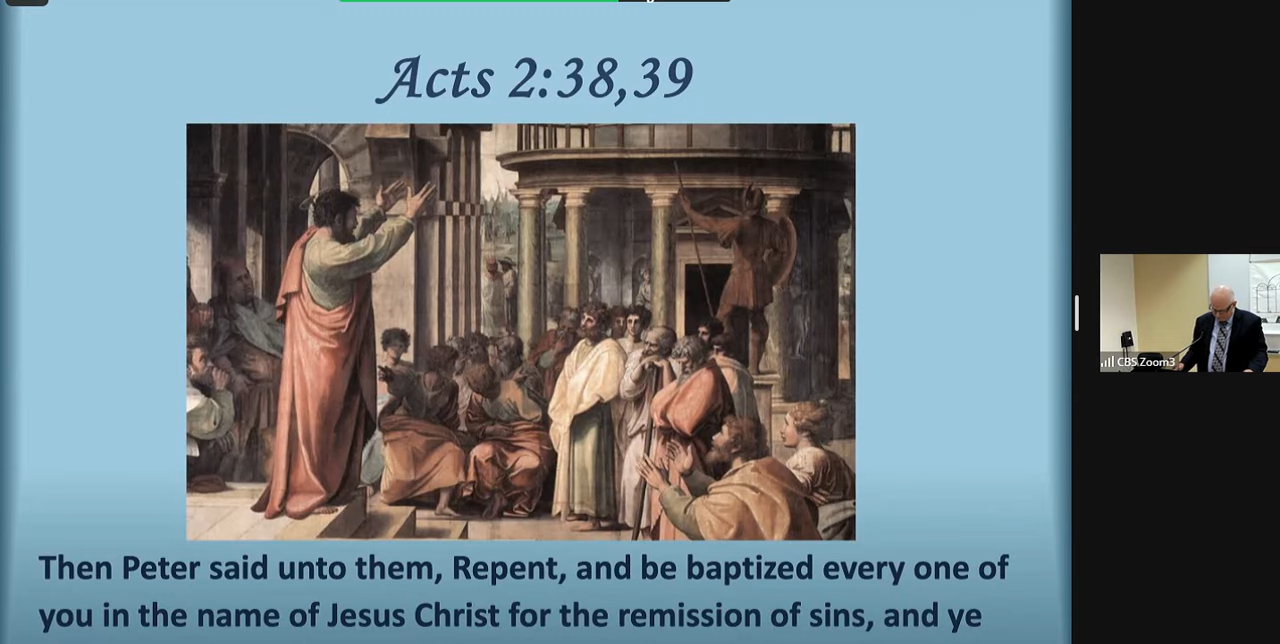 Acts 2:38,39
CBS.Zoom3
Then Peter said unto them, Repent, and be baptized every one of
you in the name of Jesus Christ for the remission of sins, and ye